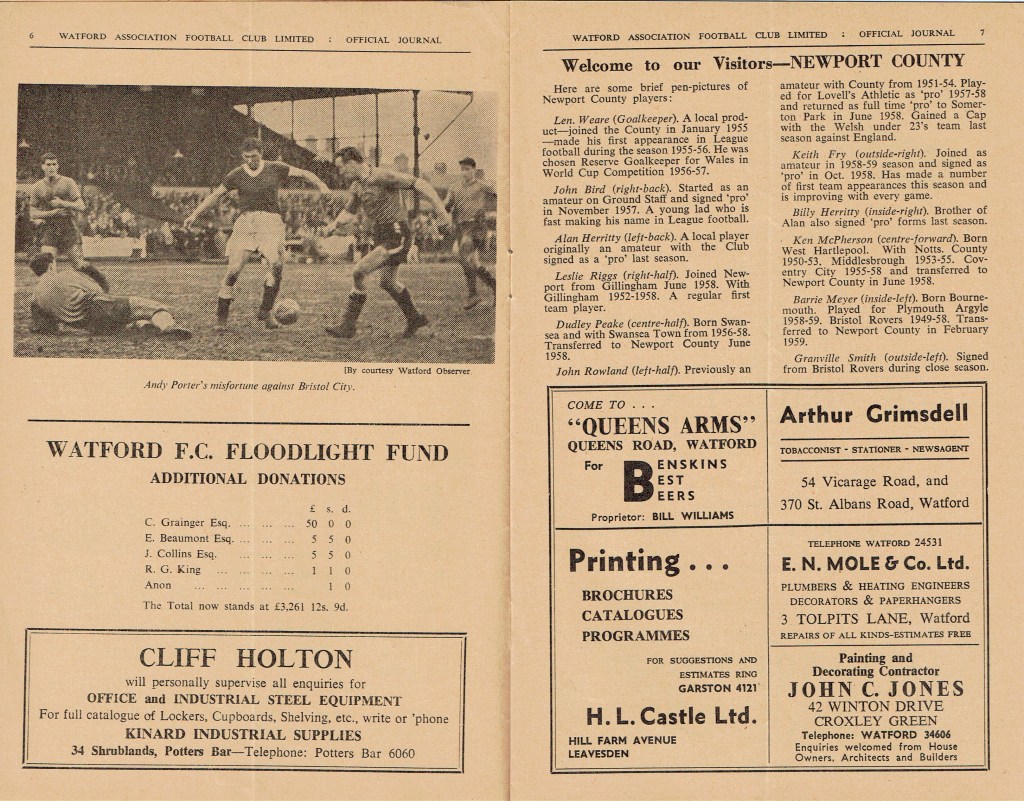 6 WATFORD ASSOCIATION FOOTBALL CLUB LIMITED : OFFICIAL JOURNAL
[By courtesy Watford Observer
Andy Porter's misfortune against Bristol City.
WATFORD F.C. FLOODLIGHT FUND
ADDITIONAL DONATIONS
£ s. d.
C. Grainger Esq. ... ... ... 50 0 0
E. Beaumont Esq. ... ... ... 5 5 0
J. Collins Esq. ... ... ... 5 5 0
R. G. King ... ... ... ... 1 1 0
Anon ... ... ... ... ... 1 0
The Total now stands at £3,261 12s. 9d.
CLIFF HOLTON
will personally supervise all enquiries for
OFFICE and INDUSTRIAL STEEL EQUIPMENT
For full catalogue of Lockers, Cupboards, Shelving, etc., write or 'phone
KINARD INDUSTRIAL SUPPLIES
34 Shrublands, Potters Bar—Telephone: Potters Bar 6060
WATFORD ASSOCIATION FOOTBALL CLUB LIMITED : OFFICIAL JOURNAL 7
Welcome to our Visitors—NEWPORT COUNTY
Here are some brief pen-pictures of
Newport County players:
Len. Weare (Goalkeeper). A local prod-
uct—joined the County in January 1955
—made his first appearance in League
football during the season 1955-56. He was
chosen Reserve Goalkeeper for Wales in
World Cup Competition 1956-57.
John Bird (right-back). Started as an
amateur on Ground Staff and signed 'pro'
in November 1957. A young lad who is
fast making his name in League football.
Alan Herritty (left-back). A local player
originally an amateur with the Club
signed as a 'pro' last season.
Leslie Riggs (right-half). Joined New-
port from Gillingham June 1958. With
Gillingham 1952-1958. A regular first
team player.
Dudley Peake (centre-half). Born Swan-
sea and with Swansea Town from 1956-58.
Transferred to Newport County June
1958.
John Rowland (left-half). Previously an
amateur with County from 1951-54. Play-
ed for Lovell's Athletic as 'pro' 1957-58
and returned as full time 'pro' to Somer-
ton Park in June 1958. Gained a Cap
with the Welsh under 23's team last
season against England.
Keith Fry (outside-right). Joined as
amateur in 1958-59 season and signed as
'pro' in Oct. 1958. Has made a number
of first team appearances this season and
is improving with every game.
Billy Herritty (inside-right). Brother of
Alan also signed 'pro' forms last season.
Ken McPherson (centre-forward). Born
West Hartlepool. With Notts. County
1950-53, Middlesbrough 1953-55. Cov-
entry City 1955-58 and transferred to
Newport County in June 1958.
Barrie Meyer (inside-left). Born Bourne-
mouth. Played for Plymouth Argyle
1958-59. Bristol Rovers 1949-58. Trans-
ferred to Newport County in February
1959.
Granville Smith (outside-left). Signed
from Bristol Rovers during close season.
COME TO . . .
"QUEENS ARMS"
QUEENS ROAD, WATFORD
For BENSKINS
BEST
BEERS
Proprietor: BILL WILLIAMS
Arthur Grimsdell
TOBACCONIST - STATIONER - NEWSAGENT
54 Vicarage Road, and
370 St. Albans Road, Watford
Printing . . .
BROCHURES
CATALOGUES
PROGRAMMES
FOR SUGGESTIONS AND
ESTIMATES RING
GARSTON 4121
H. L. Castle Ltd.
HILL FARM AVENUE
LEAVESDEN
TELEPHONE WATFORD 24531
E. N. MOLE & Co. Ltd.
PLUMBERS & HEATING ENGINEERS
DECORATORS & PAPERHANGERS
3 TOLPITS LANE, Watford
REPAIRS OF ALL KINDS-ESTIMATES FREE
Painting and
Decorating Contractor
JOHN C. JONES
42 WINTON DRIVE
CROXLEY GREEN
Telephone: WATFORD 34606
Enquiries welcomed from House
Owners, Architects and Builders